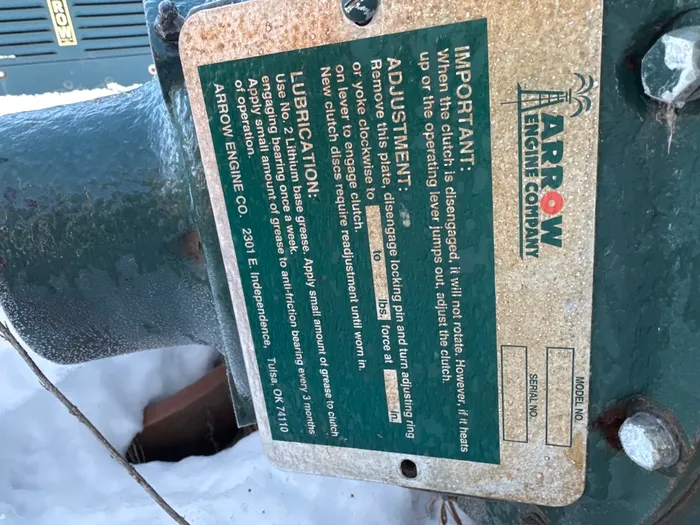 ARROW
ARROW
ENGINE COMPANY
MODEL NO.
SERIAL NO.
IMPORTANT:
When the clutch is disengaged, it will not rotate. However, if it heats
up or the operating lever jumps out, adjust the clutch.
ADJUSTMENT:
Remove this plate, disengage locking pin and turn adjusting ring
or yoke clockwise to to lbs. force at in.
on lever to engage clutch.
New clutch discs require readjustment until worn in.
LUBRICATION:
Use No. 2 Lithium base grease. Apply small amount of grease to clutch
engaging bearing once a week.
Apply small amount of grease to anti-friction bearing every 3 months
of operation.
ARROW ENGINE CO. 2301 E. Independence, Tulsa, OK 74110